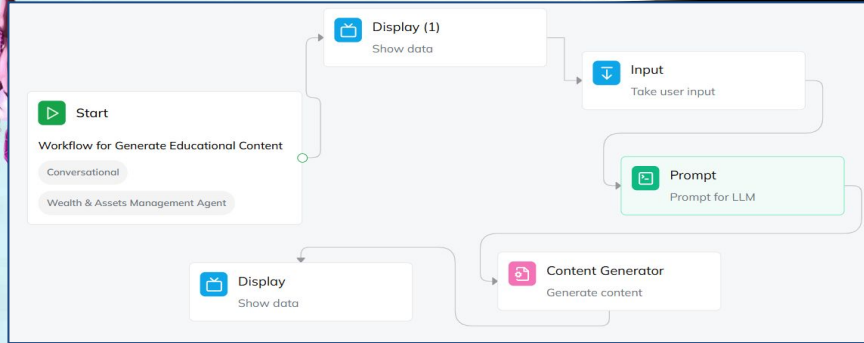 Display (1)
Show data
Input
Take user input
Start
Workflow for Generate Educational Content
Conversational
Wealth & Assets Management Agent
Prompt
Prompt for LLM
Content Generator
Generate content
Display
Show data